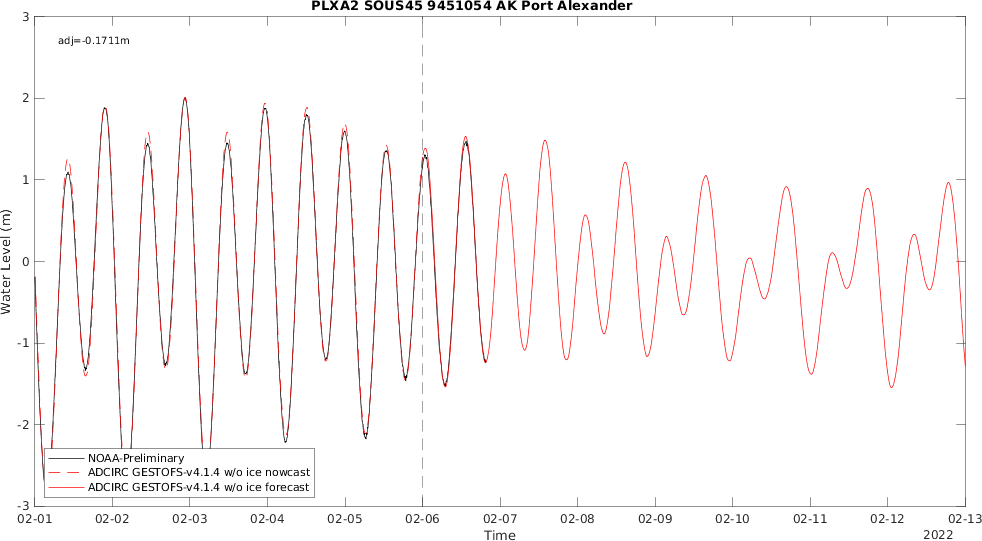 PLXA2 SOUS45 9451054 AK Port Alexander
adj=-0.1711m
3
2
1
0
-1
-2
-3
Water Level (m)
NOAA-Preliminary
ADCIRC GESTOFS-v4.1.4 w/o ice nowcast
ADCIRC GESTOFS-v4.1.4 w/o ice forecast
02-01 02-02 02-03 02-04 02-05 02-06 02-07 02-08 02-09 02-10 02-11 02-12 02-13
Time
2022